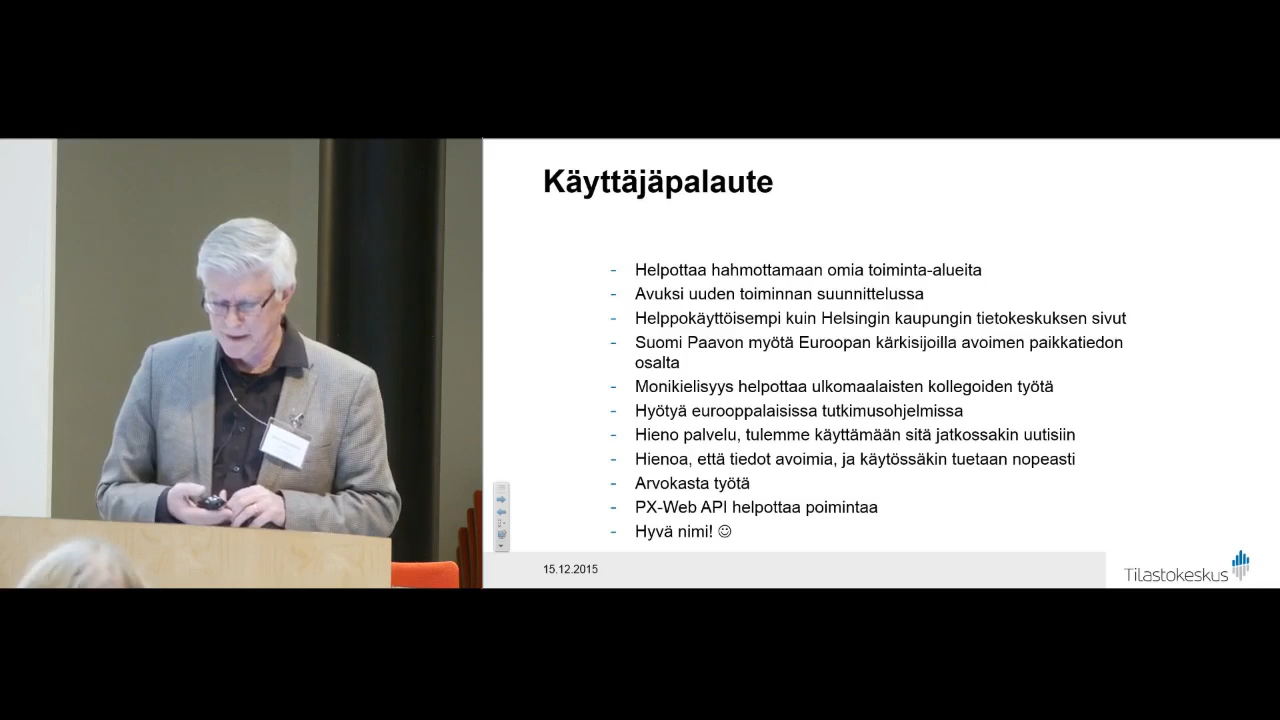 Käyttäjäpalaute
- Helpottaa hahmottamaan omia toiminta-alueita
- Avuksi uuden toiminnan suunnittelussa
- Helppokäyttöisempi kuin Helsingin kaupungin tietokeskuksen sivut
- Suomi Paavon myötä Euroopan kärkisijoilla avoimen paikkatiedon
osalta
- Monikielisyys helpottaa ulkomaalaisten kollegoiden työtä
- Hyötyä eurooppalaisissa tutkimusohjelmissa
- Hieno palvelu, tulemme käyttämään sitä jatkossakin uutisiin
- Hienoa, että tiedot avoimia, ja käytössäkin tuetaan nopeasti
- Arvokasta työtä
- PX-Web API helpottaa poimintaa
- Hyvä nimi! ☺
15.12.2015
Tilastokeskus